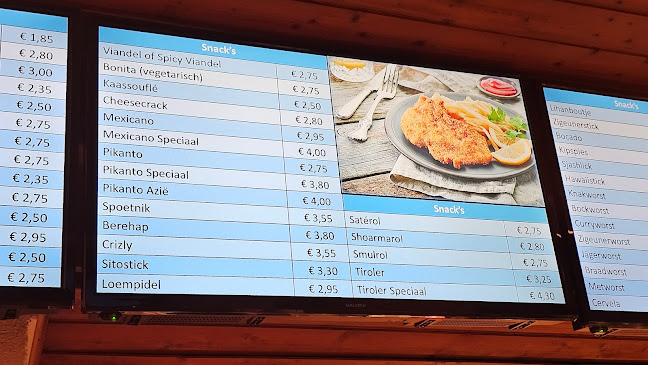 € 1,85
€ 2,80
€ 3,00
€ 2,35
€ 2,50
€ 2,75
€ 2,75
€ 2,75
€ 2,35
€ 2,75
€ 2,50
€ 2,95
€ 2,50
€ 2,75
Snack's
Viandel of Spicy Viandel € 2,75
Bonita (vegetarisch) € 2,75
Kaassouflé € 2,50
Cheesecrack € 2,80
Mexicano € 2,95
Mexicano Speciaal € 4,00
Pikanto € 2,75
Pikanto Speciaal € 3,80
Pikanto Azië € 4,00
Spoetnik € 3,55
Berehap € 3,80
Crizly € 3,55
Sitostick € 3,30
Loempidel € 2,95
Snack's
Satérol € 2,75
Shoarmarol € 2,80
Smulrol € 2,75
Tiroler € 3,25
Tiroler Speciaal € 4,30
Snack's
Lihanboutje
Zigeunerstick
Bocado
Kipspies
Sjashlick
Hawaiistick
Knakworst
Bockworst
Curryworst
Zigeunerworst
Jägerworst
Braadworst
Metworst
Cervela